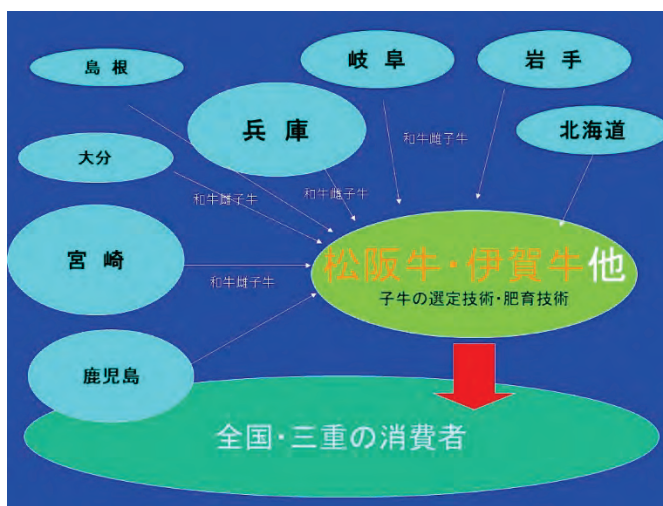 島根
岐阜
岩手
兵庫
北海道
大分
和牛雌子牛
和牛雌子牛
和牛雌子牛
宮崎
松阪牛・伊賀牛他
和牛雌子牛
子牛の選定技術・肥育技術
鹿児島
全国・三重の消費者